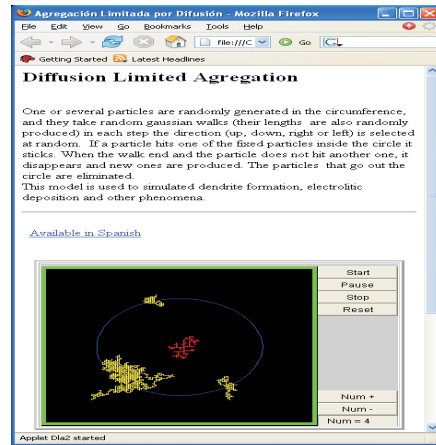 Agregación Limitada por Difusión - Mozilla Firefox
File Edit View Go Bookmarks Tools Help
file:///C Go
Getting Started Latest Headlines
Diffusion Limited Agregation
One or several particles are randomly generated in the circumference,
and they take random gaussian walks (their lengths are also randomly
produced) in each step the direction (up, down, right or left) is selected
at random. If a particle hits one of the fixed particles inside the circle it
sticks. When the walk end and the particle does not hit another one, it
disappears and new ones are produced. The particles that go out the
circle are eliminated.
This model is used to simulated dendrite formation, electrolitic
deposition and other phenomena.
Available in Spanish
Start
Pause
Stop
Reset
Num +
Num -
Num = 4
Applet Dla2 started